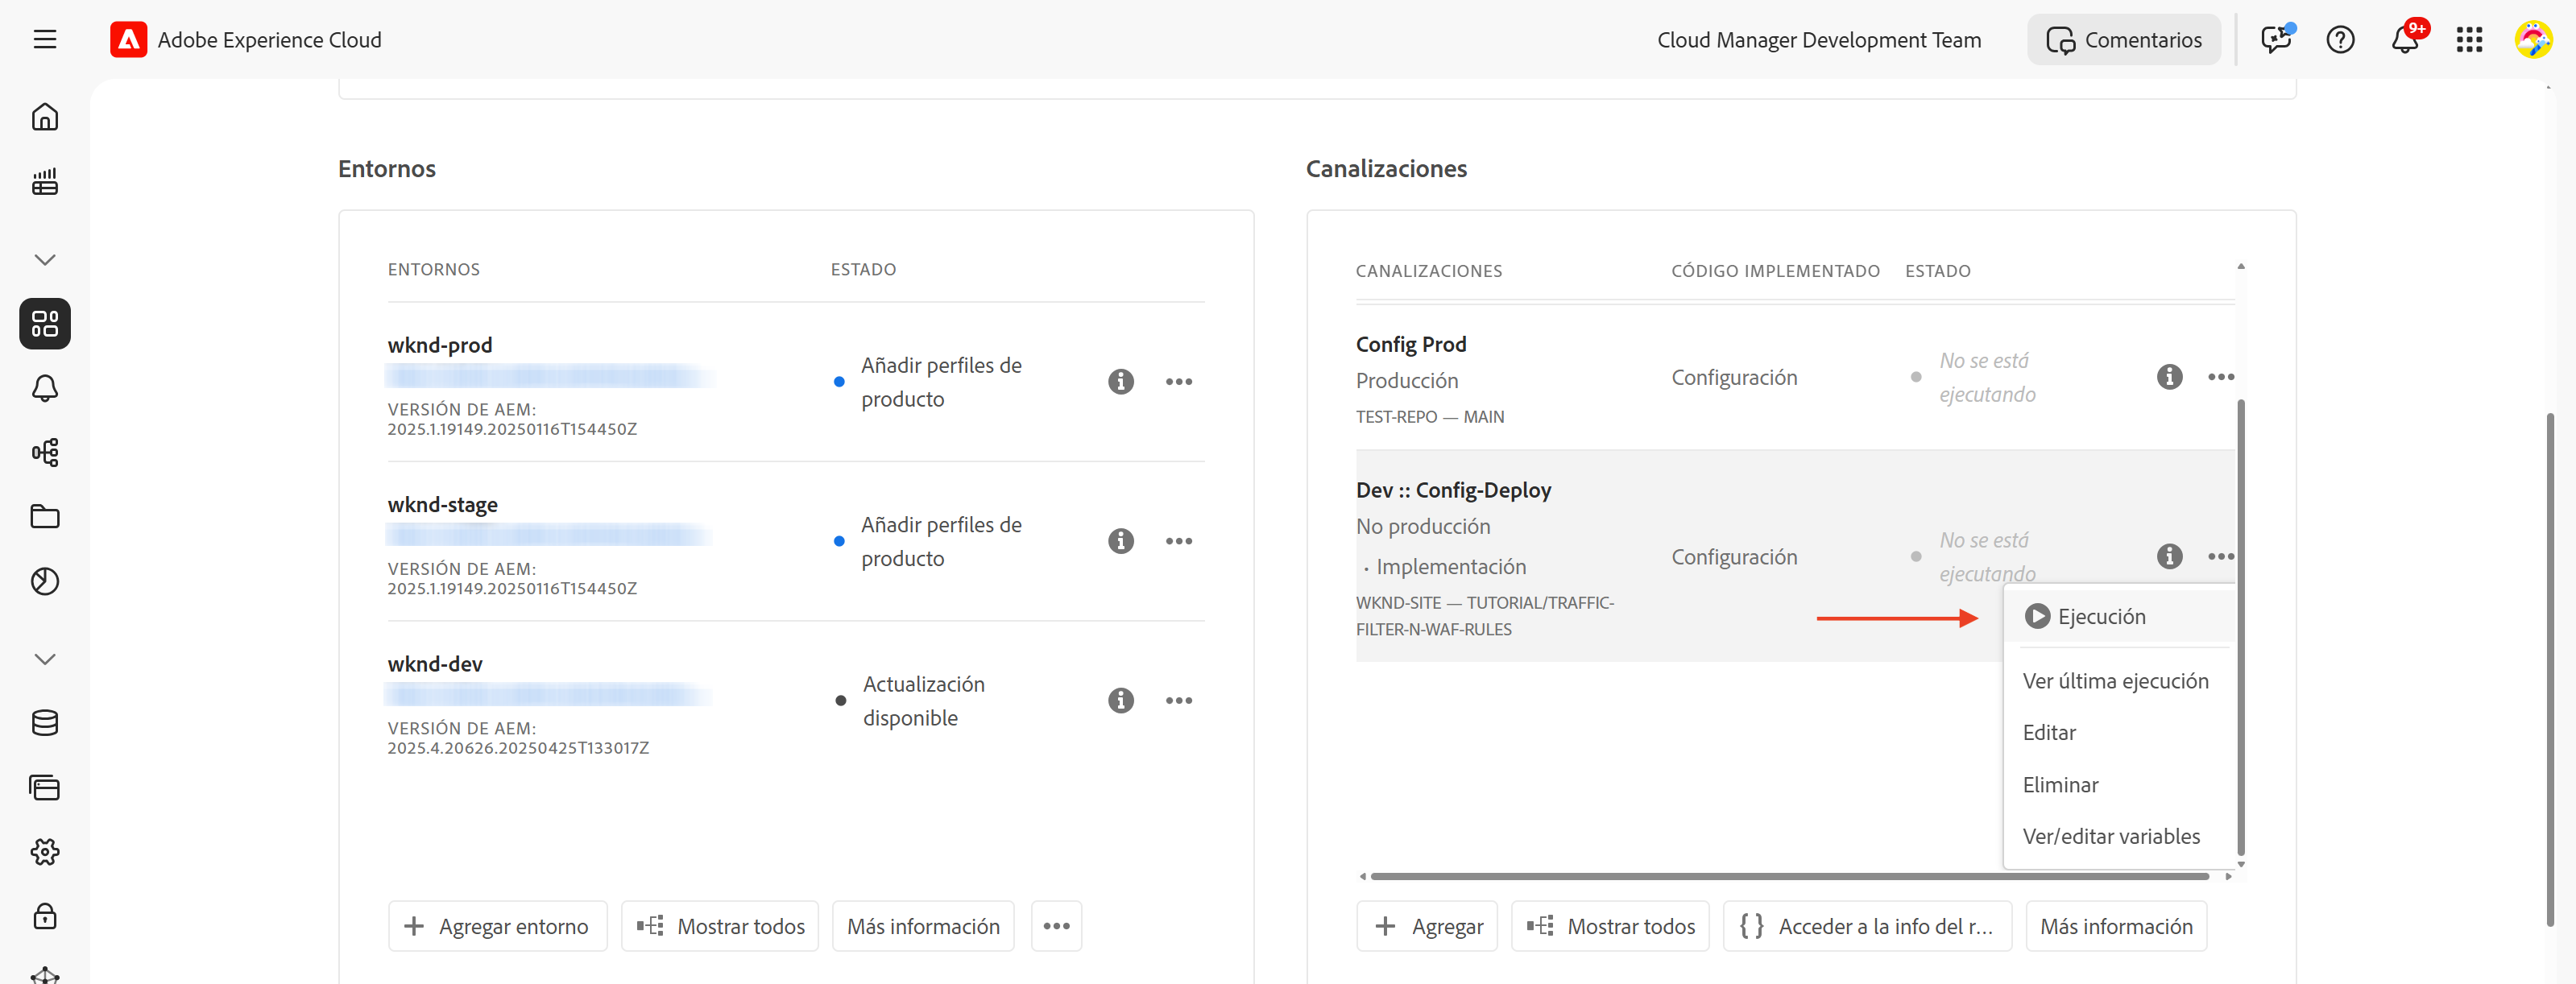 Adobe Experience Cloud
Cloud Manager Development Team
Comentarios
9+
Entornos
ENTORNOS
ESTADO
wknd-prod
VERSIÓN DE AEM:
2025.1.19149.20250116T154450Z
Añadir perfiles de
producto
wknd-stage
VERSIÓN DE AEM:
2025.1.19149.20250116T154450Z
Añadir perfiles de
producto
wknd-dev
VERSIÓN DE AEM:
2025.4.20626.20250425T133017Z
Actualización
disponible
Agregar entorno
Mostrar todos
Más información
Canalizaciones
CANALIZACIONES
CÓDIGO IMPLEMENTADO
ESTADO
Config Prod
Producción
TEST-REPO — MAIN
Configuración
No se está
ejecutando
Dev :: Config-Deploy
No producción
· Implementación
WKND-SITE — TUTORIAL/TRAFFIC-
FILTER-N-WAF-RULES
Configuración
No se está
ejecutando
Ejecución
Ver última ejecución
Editar
Eliminar
Ver/editar variables
Agregar
Mostrar todos
Acceder a la info del r...
Más información